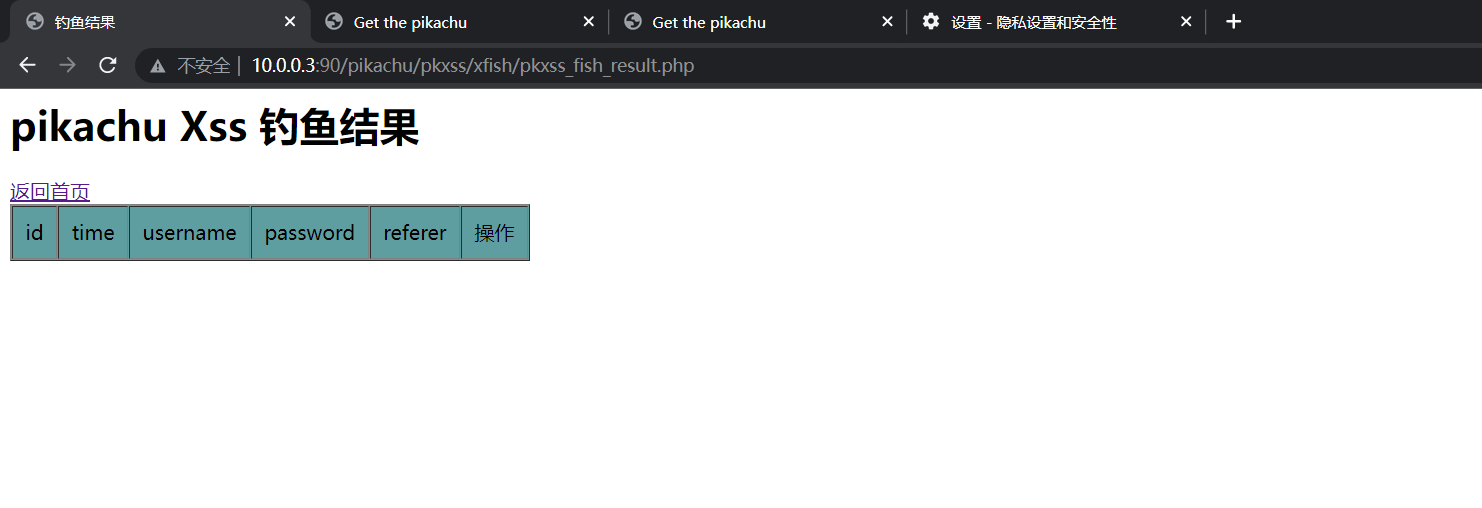 钓鱼结果 Get the pikachu Get the pikachu 设置 - 隐私设置和安全性
不安全 10.0.0.3:90/pikachu/pkxss/xfish/pkxss_fish_result.php
pikachu Xss 钓鱼结果
返回首页
id time username password referer 操作